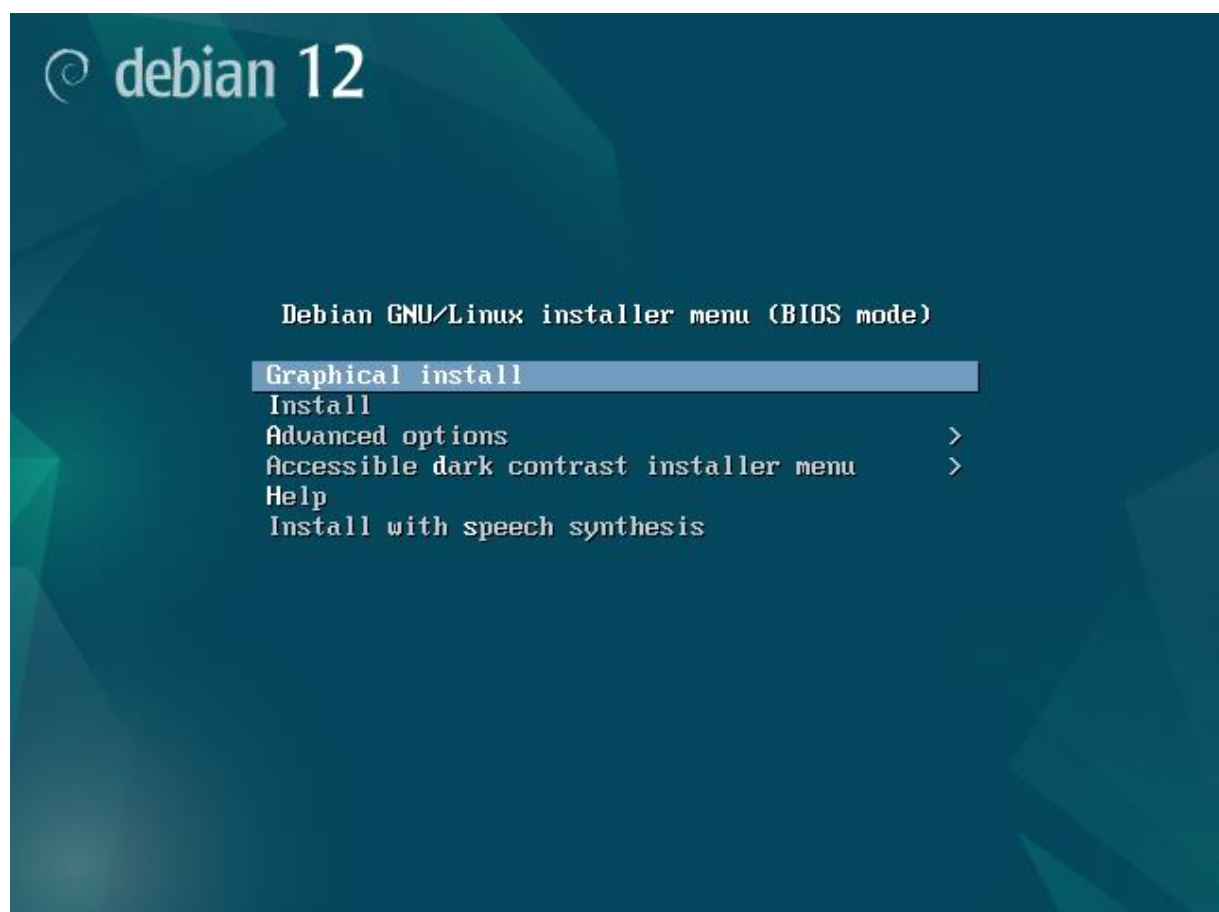 debian 12
Debian GNU/Linux installer menu (BIOS mode)
Graphical install
Install
Advanced options >
Accessible dark contrast installer menu >
Help
Install with speech synthesis